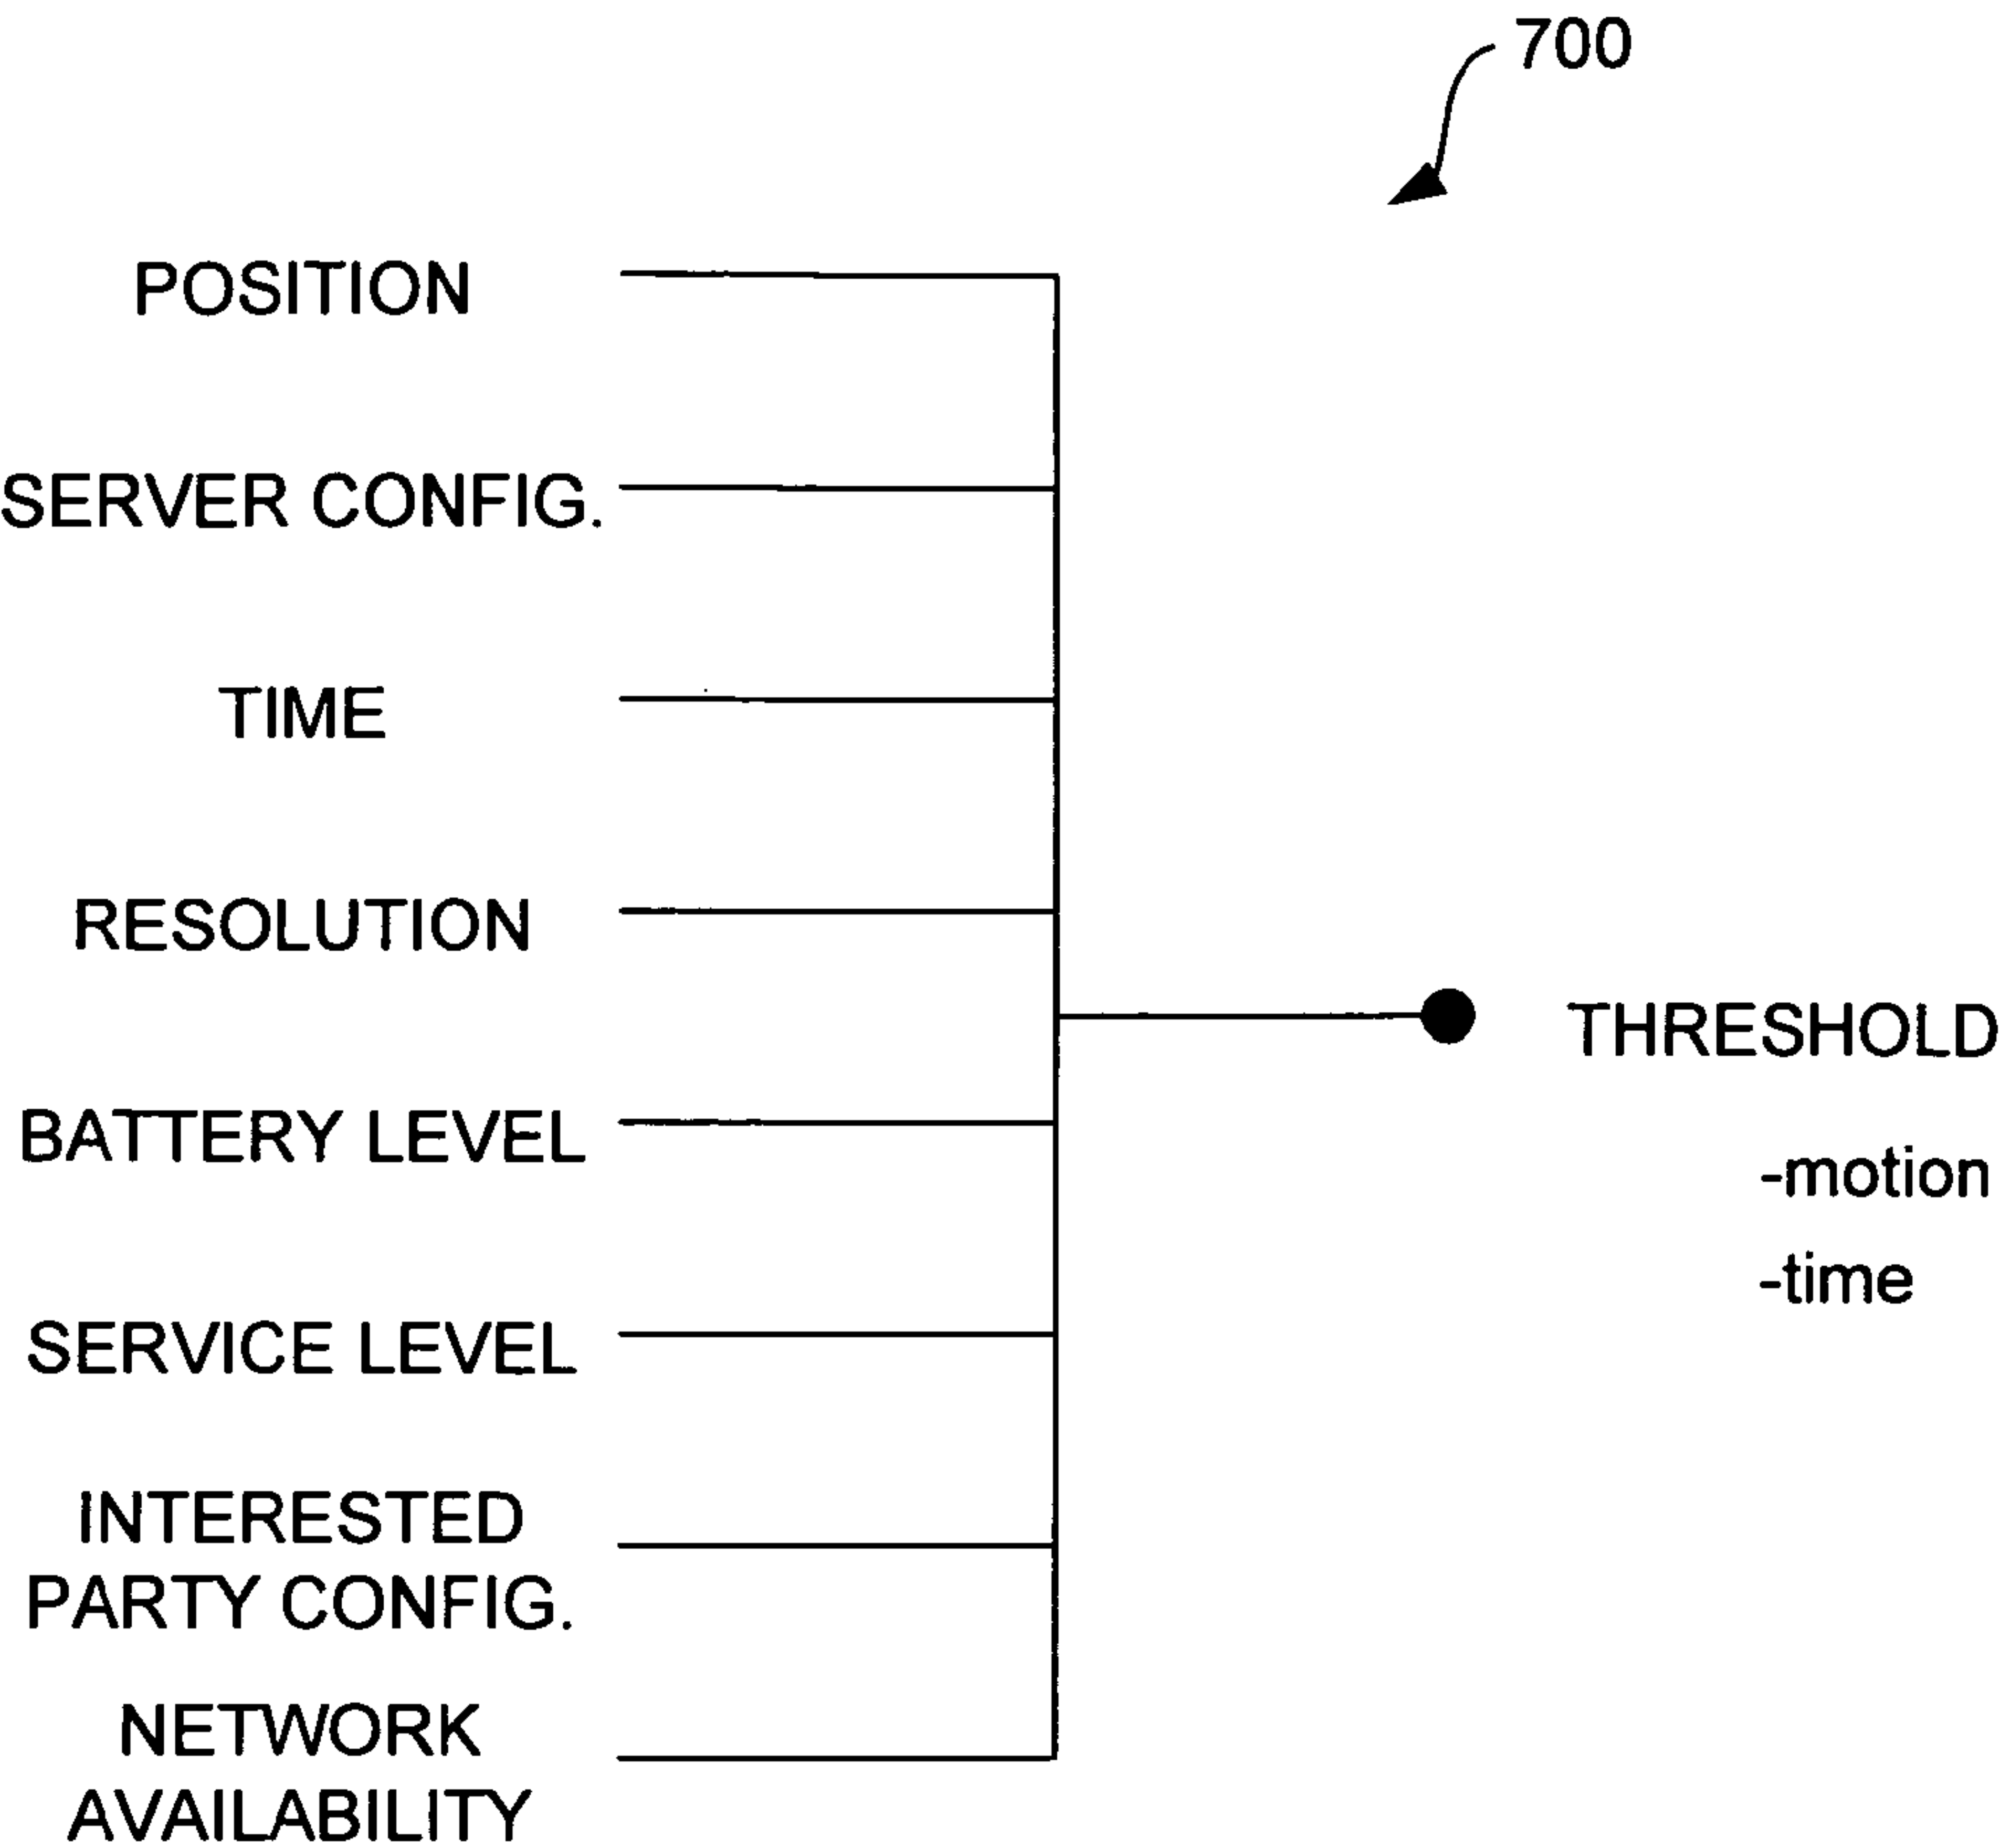 700
POSITION
SERVER CONFIG.
TIME
RESOLUTION
BATTERY LEVEL
SERVICE LEVEL
INTERESTED
PARTY CONFIG.
NETWORK
AVAILABILITY
THRESHOLD
-motion
-time